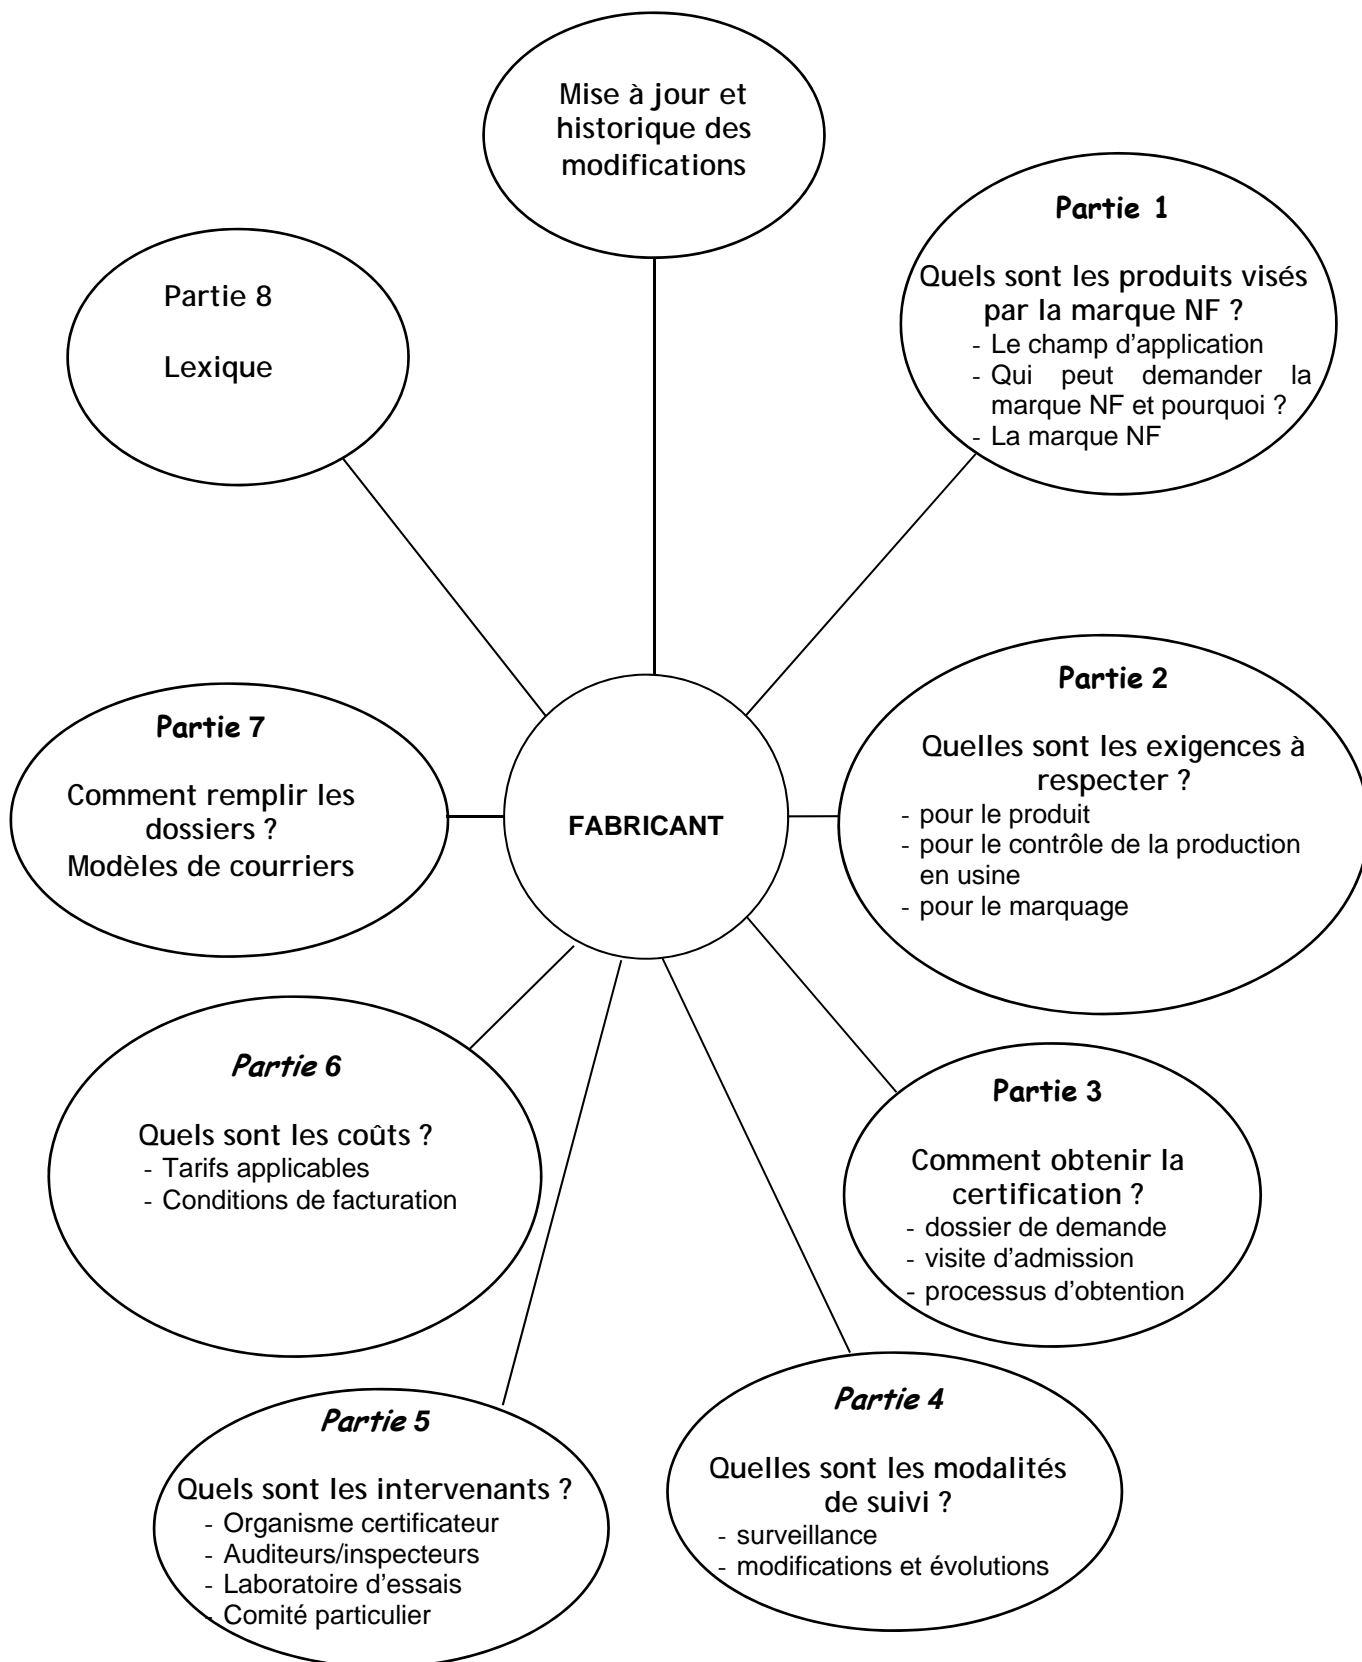 Mise à jour et
historique des
modifications
Partie 1
Quels sont les produits visés
par la marque NF ?
- Le champ d'application
- Qui peut demander la
marque NF et pourquoi ?
- La marque NF
Partie 8
Lexique
Partie 2
Quelles sont les exigences à
respecter ?
- pour le produit
- pour le contrôle de la production
en usine
- pour le marquage
Partie 7
Comment remplir les
dossiers ?
Modèles de courriers
FABRICANT
Partie 6
Quels sont les coûts ?
- Tarifs applicables
- Conditions de facturation
Partie 3
Comment obtenir la
certification ?
- dossier de demande
- visite d'admission
- processus d'obtention
Partie 5
Quels sont les intervenants ?
- Organisme certificateur
- Auditeurs/inspecteurs
- Laboratoire d'essais
- Comité particulier
Partie 4
Quelles sont les modalités
de suivi ?
- surveillance
- modifications et évolutions